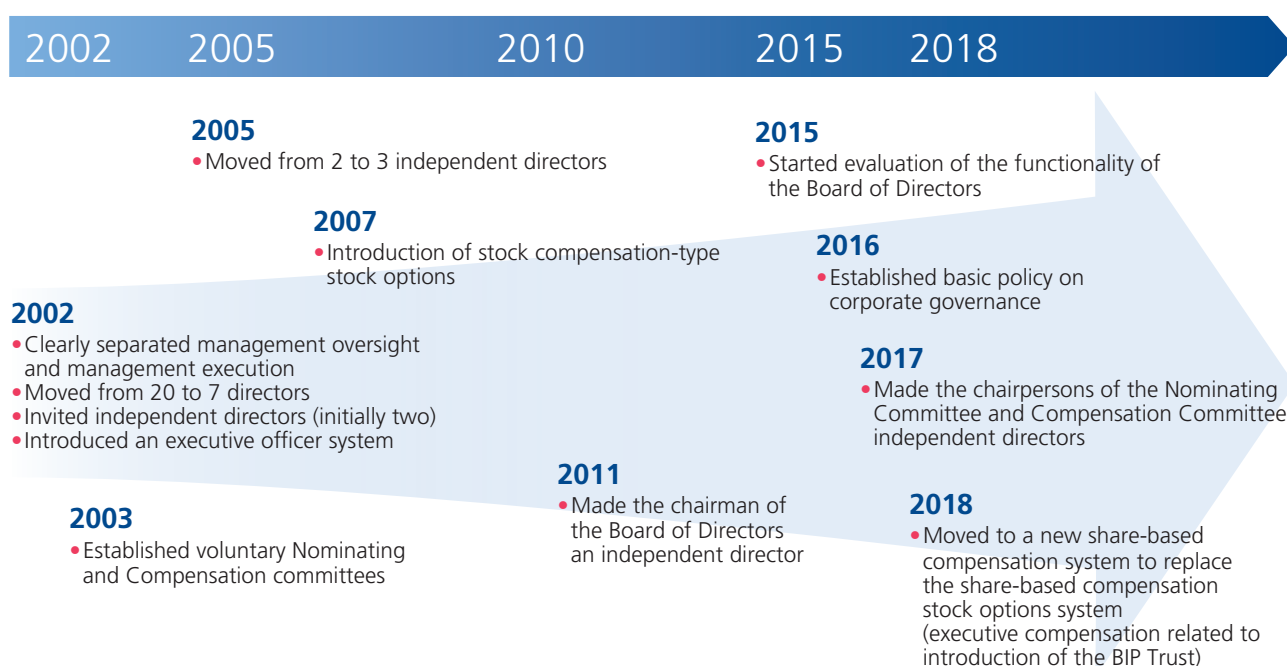 2002 2005 2010 2015 2018
2005
•Moved from 2 to 3 independent directors
2015
•Started evaluation of the functionality of
the Board of Directors
2007
•Introduction of stock compensation-type
stock options
2016
•Established basic policy on
corporate governance
2002
•Clearly separated management oversight
and management execution
•Moved from 20 to 7 directors
•Invited independent directors (initially two)
•Introduced an executive officer system
2017
•Made the chairpersons of the Nominating
Committee and Compensation Committee
independent directors
2003
•Established voluntary Nominating
and Compensation committees
2011
•Made the chairman of
the Board of Directors
an independent director
2018
•Moved to a new share-based
compensation system to replace
the share-based compensation
stock options system
(executive compensation related to
introduction of the BIP Trust)